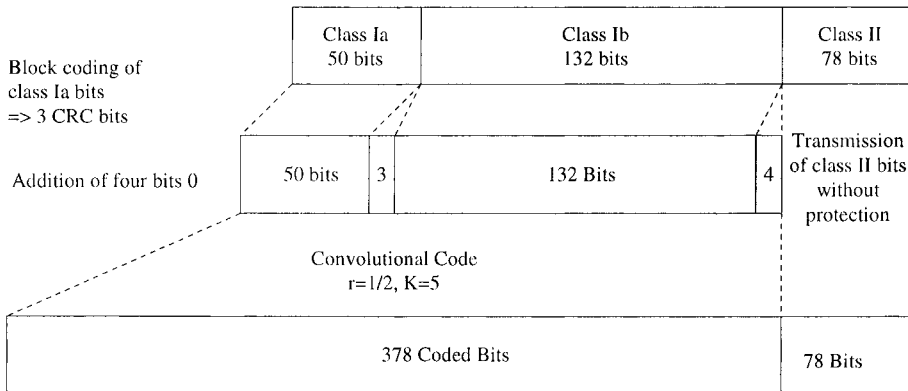 Class Ia
50 bits
Class Ib
132 bits
Class II
78 bits
Block coding of
class Ia bits
=> 3 CRC bits
Addition of four bits 0
50 bits
3
132 Bits
4
Transmission
of class II bits
without
protection
Convolutional Code
r=1/2, K=5
378 Coded Bits
78 Bits